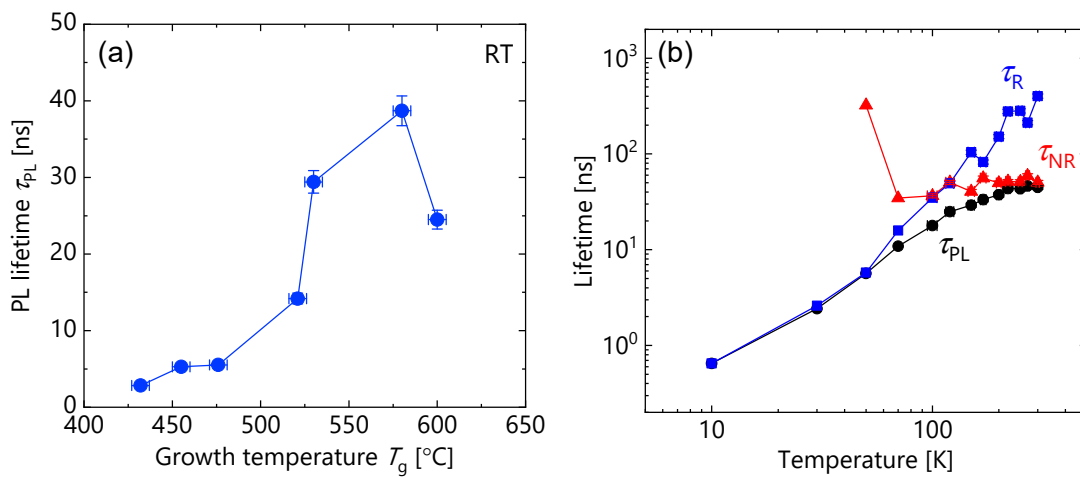 (a)
RT
PL lifetime τPL [ns]
50
40
30
20
10
0
400
450
500
550
600
650
Growth temperature Tg [°C]
(b)
τR
τNR
τPL
Lifetime [ns]
10³
10²
10¹
10⁰
10
100
Temperature [K]